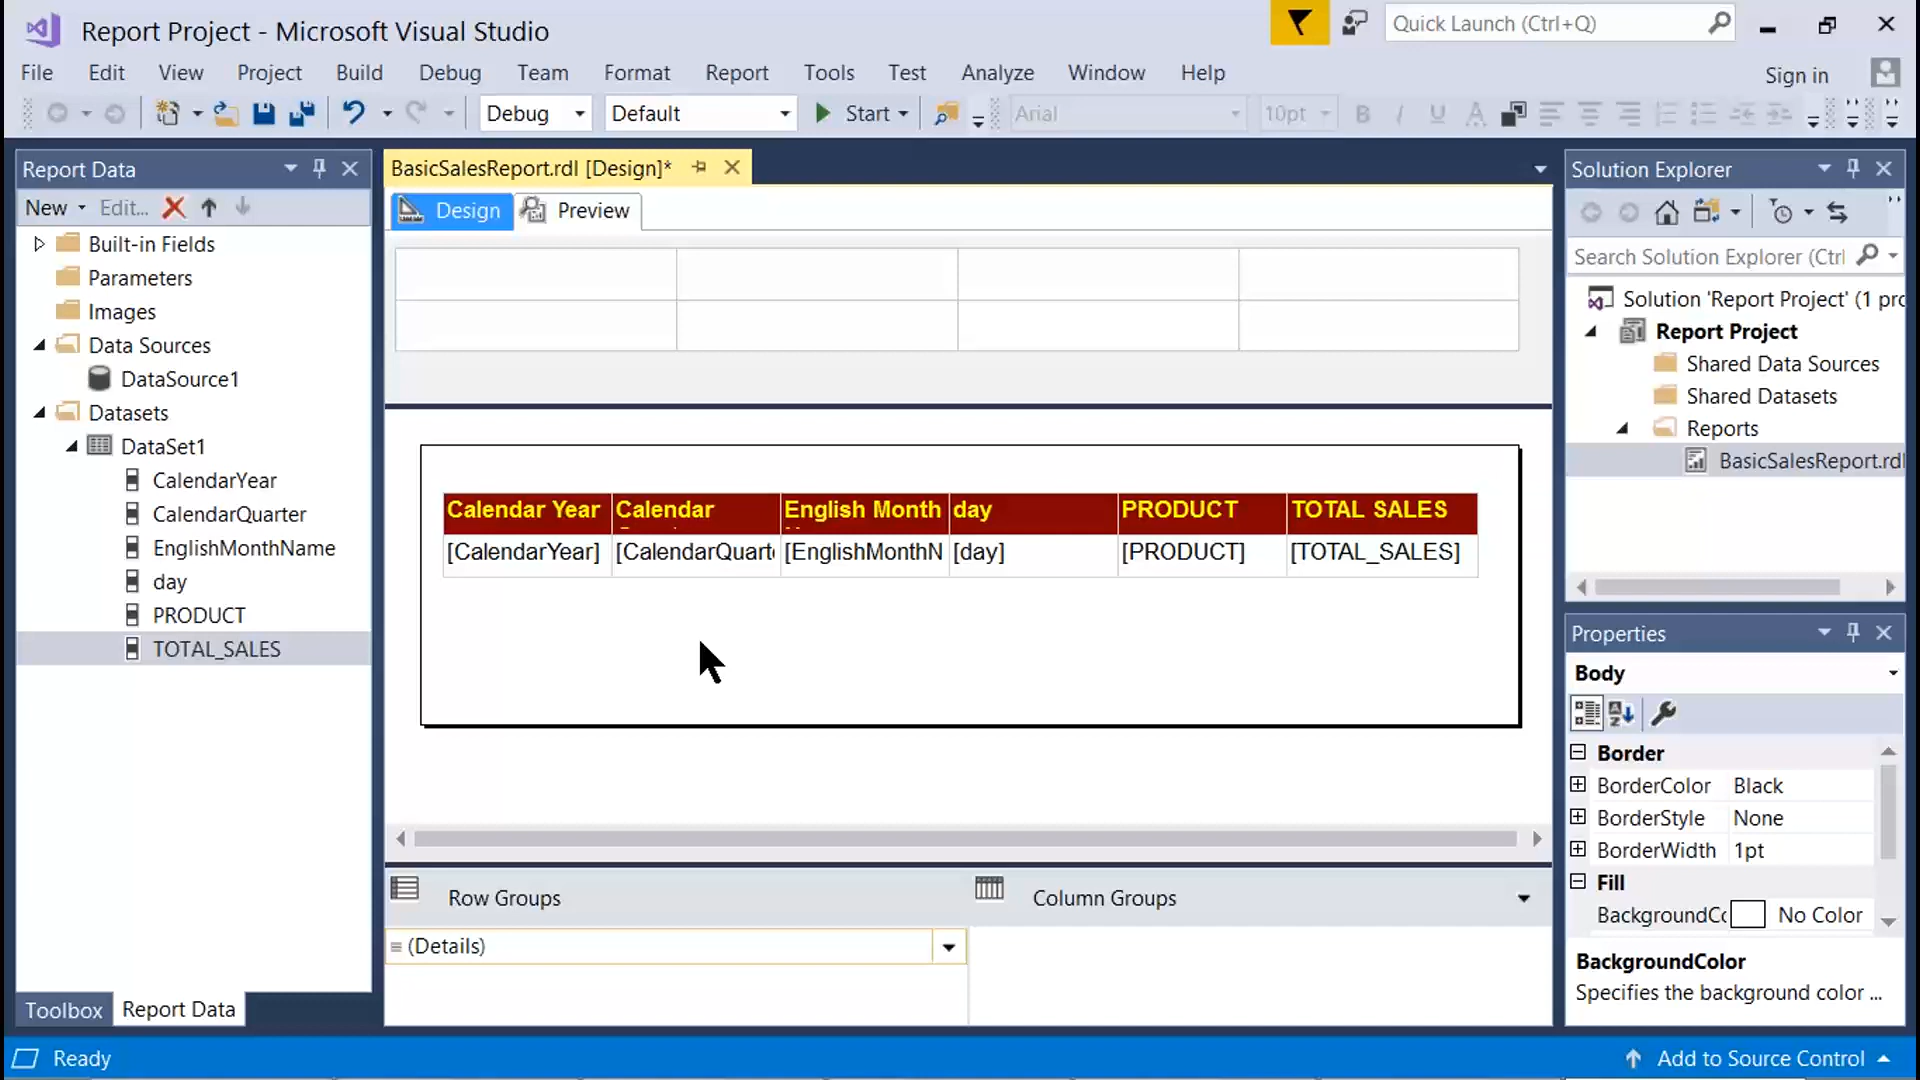 Report Project - Microsoft Visual Studio
Quick Launch (Ctrl+Q)
File Edit View Project Build Debug Team Format Report Tools Test Analyze Window Help
Sign in
Debug Default Start Arial 10pt B I U A
Report Data
New Edit...
Built-in Fields
Parameters
Images
Data Sources
DataSource1
Datasets
DataSet1
CalendarYear
CalendarQuarter
EnglishMonthName
day
PRODUCT
TOTAL_SALES
Toolbox Report Data
BasicSalesReport.rdl [Design]*
Design Preview
Calendar Year Calendar English Month day PRODUCT TOTAL SALES
[CalendarYear] [CalendarQuart [EnglishMonthN [day] [PRODUCT] [TOTAL_SALES]
Row Groups Column Groups
(Details)
Solution Explorer
Search Solution Explorer (Ctrl
Solution 'Report Project' (1 pro
Report Project
Shared Data Sources
Shared Datasets
Reports
BasicSalesReport.rdl
Properties
Body
Border
BorderColor Black
BorderStyle None
BorderWidth 1pt
Fill
BackgroundCo No Color
BackgroundColor
Specifies the background color ...
Ready
Add to Source Control